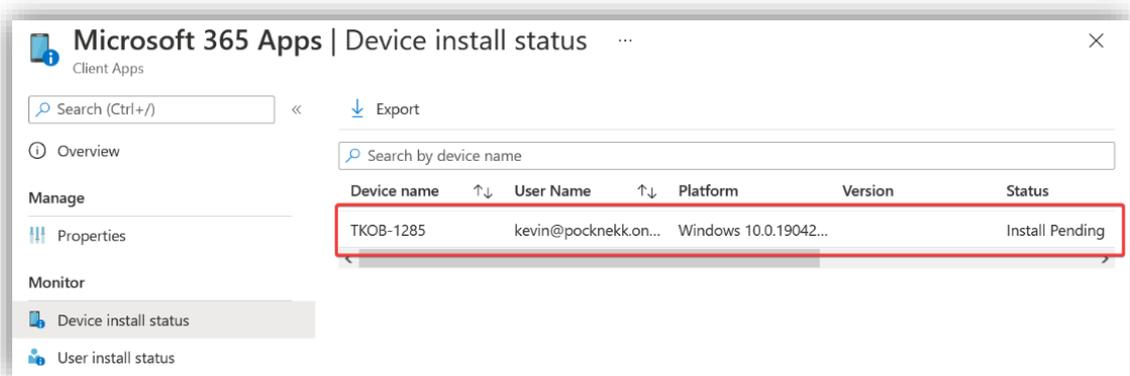 Microsoft 365 Apps | Device install status ...
Client Apps
Search (Ctrl+/)
Overview
Manage
Properties
Monitor
Device install status
User install status
Export
Search by device name
Device name User Name Platform Version Status
TKOB-1285 kevin@pocknekk.on... Windows 10.0.19042... Install Pending